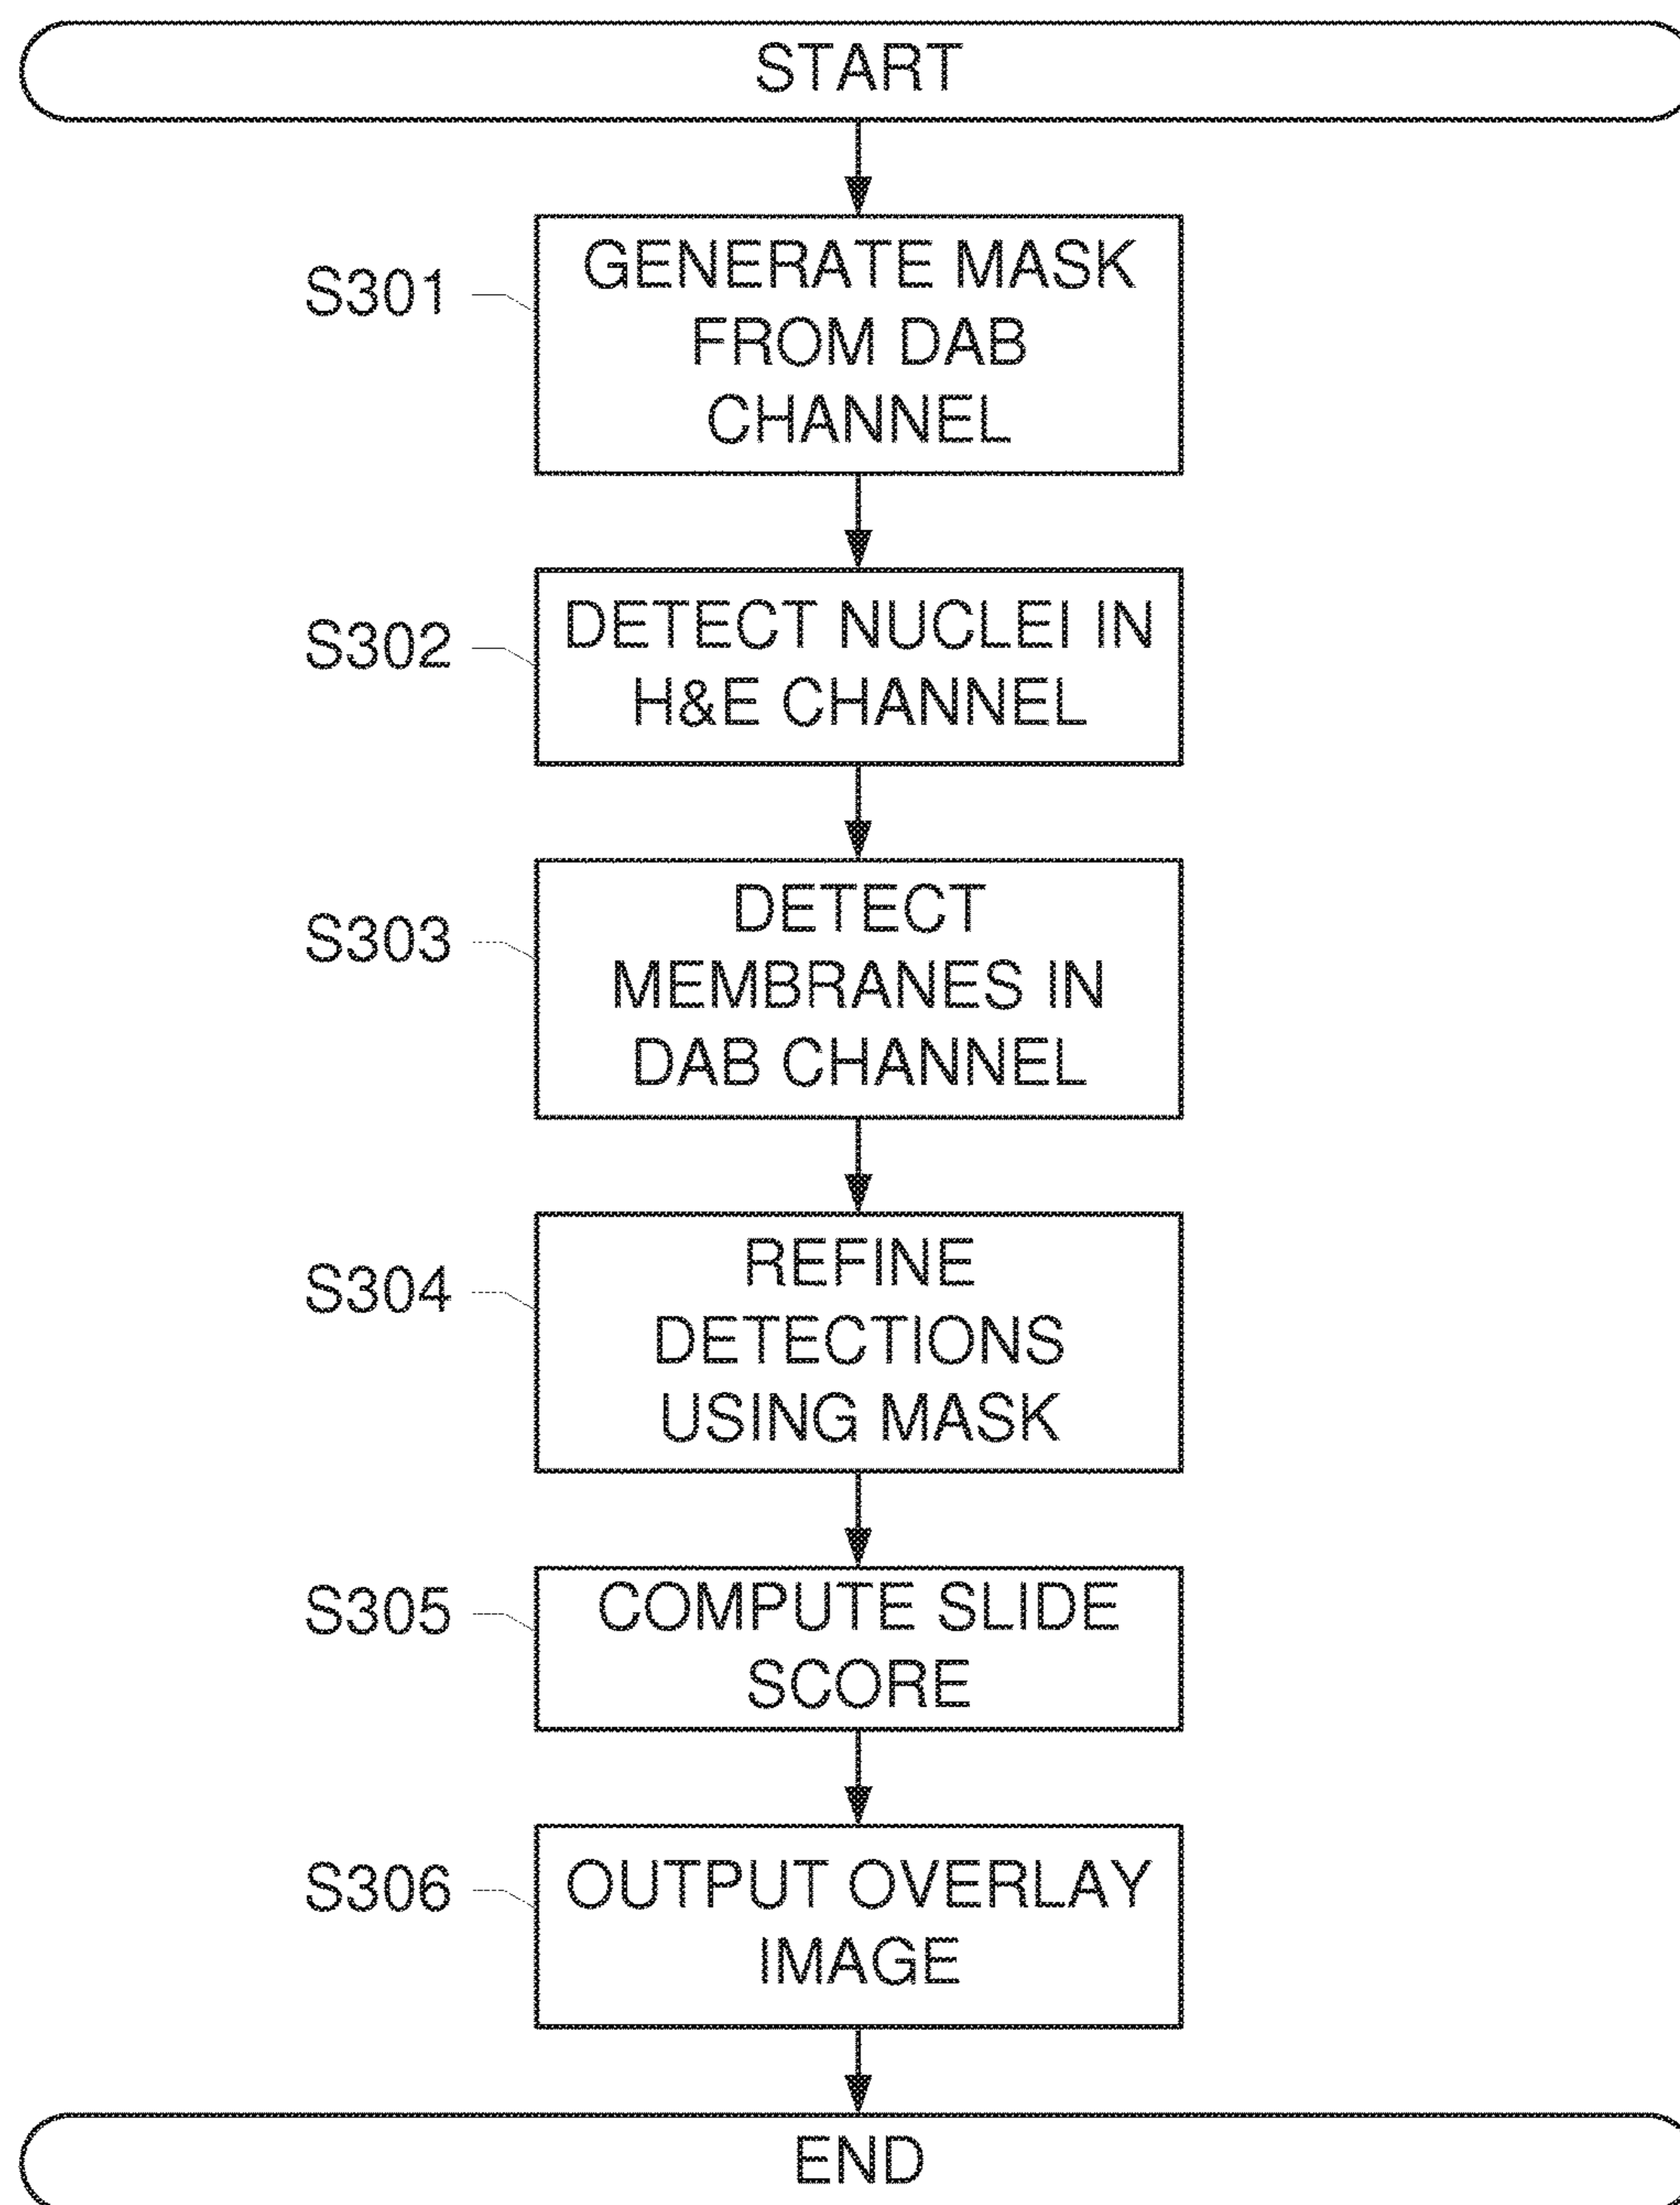 START
S301
GENERATE MASK
FROM DAB
CHANNEL
S302
DETECT NUCLEI IN
H&E CHANNEL
S303
DETECT
MEMBRANES IN
DAB CHANNEL
S304
REFINE
DETECTIONS
USING MASK
S305
COMPUTE SLIDE
SCORE
S306
OUTPUT OVERLAY
IMAGE
END